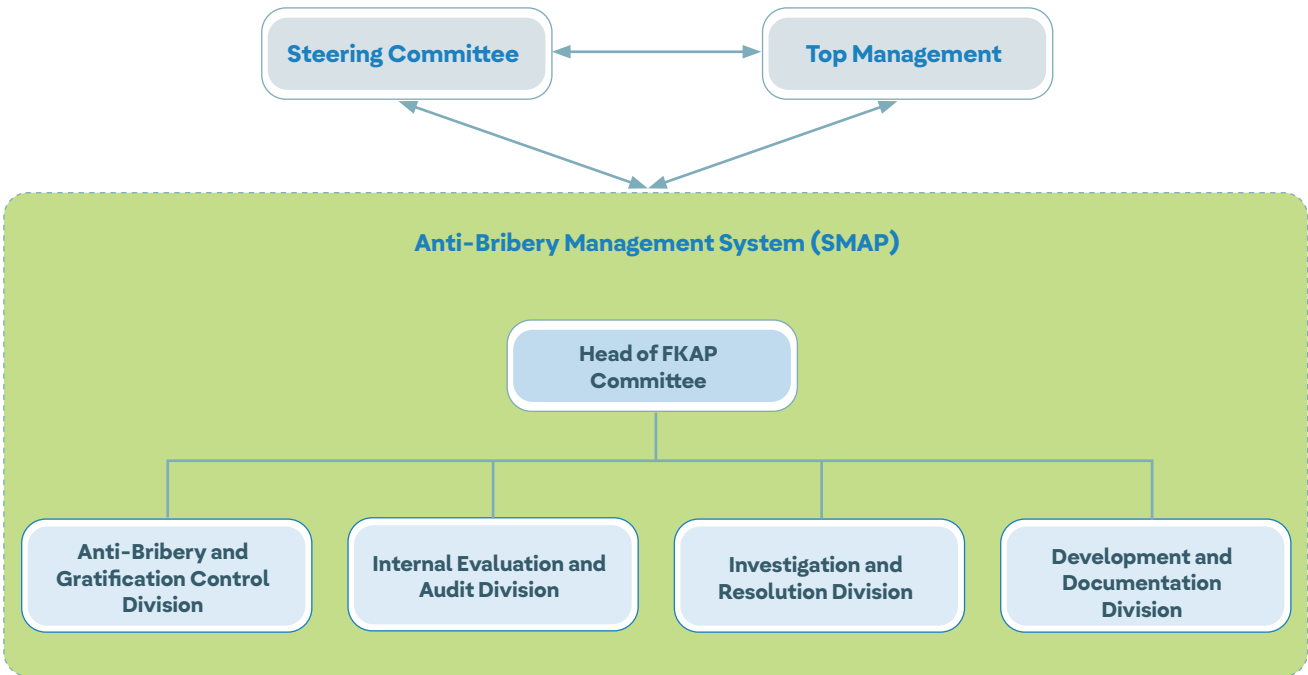 Steering Committee
Top Management
Anti-Bribery Management System (SMAP)
Head of FKAP
Committee
Anti-Bribery and
Gratification Control
Division
Internal Evaluation and
Audit Division
Investigation and
Resolution Division
Development and
Documentation
Division